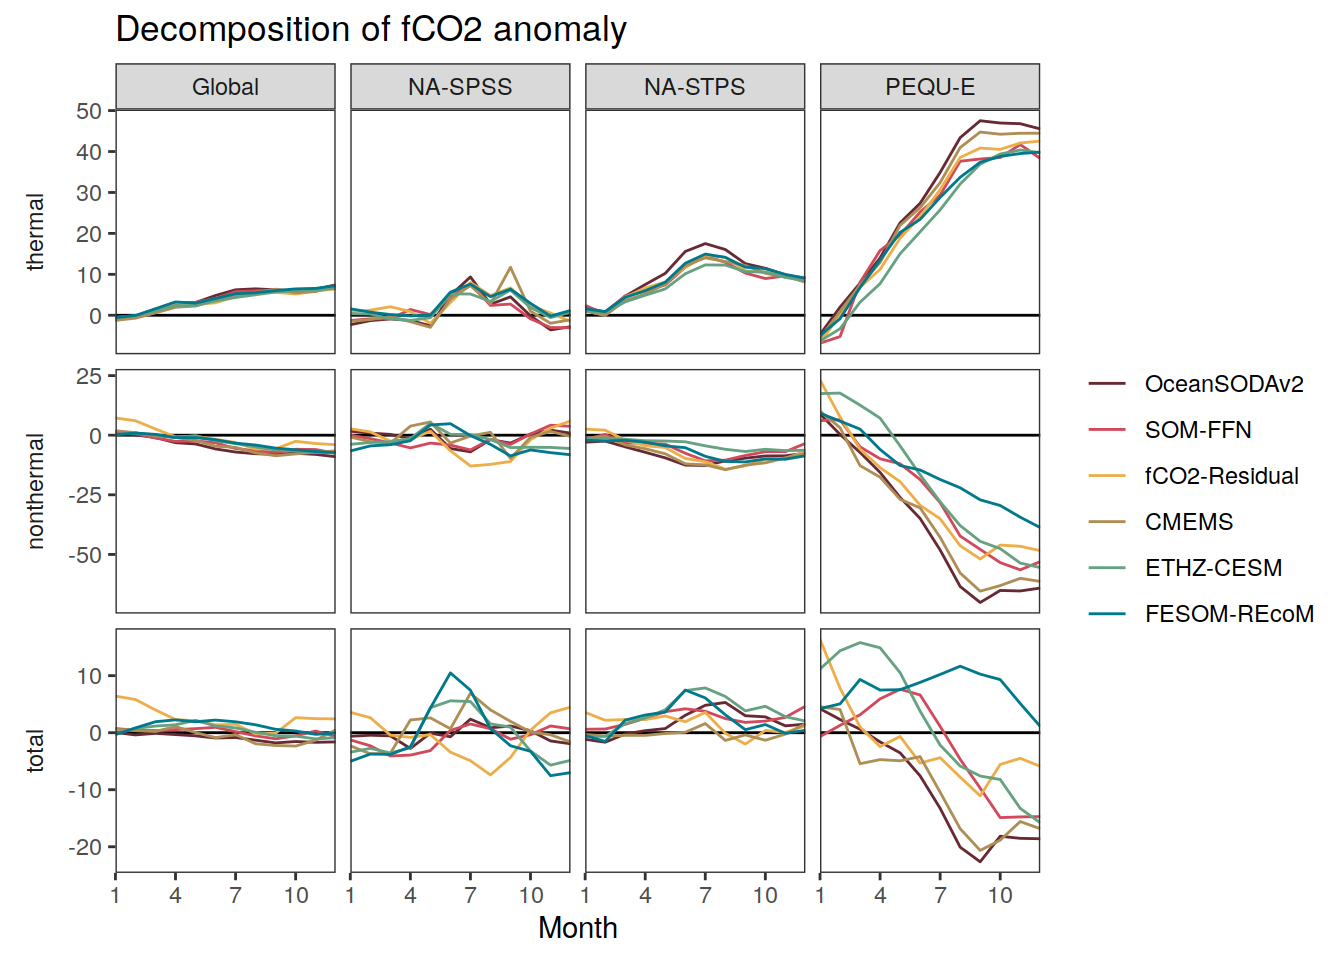 Decomposition of fCO2 anomaly
Global NA-SPSS NA-STPS PEQU-E
thermal
50
40
30
20
10
0
nonthermal
25
0
-25
-50
total
10
0
-10
-20
1 4 7 10 1 4 7 10 1 4 7 10 1 4 7 10
Month
OceanSODAv2
SOM-FFN
fCO2-Residual
CMEMS
ETHZ-CESM
FESOM-REcoM